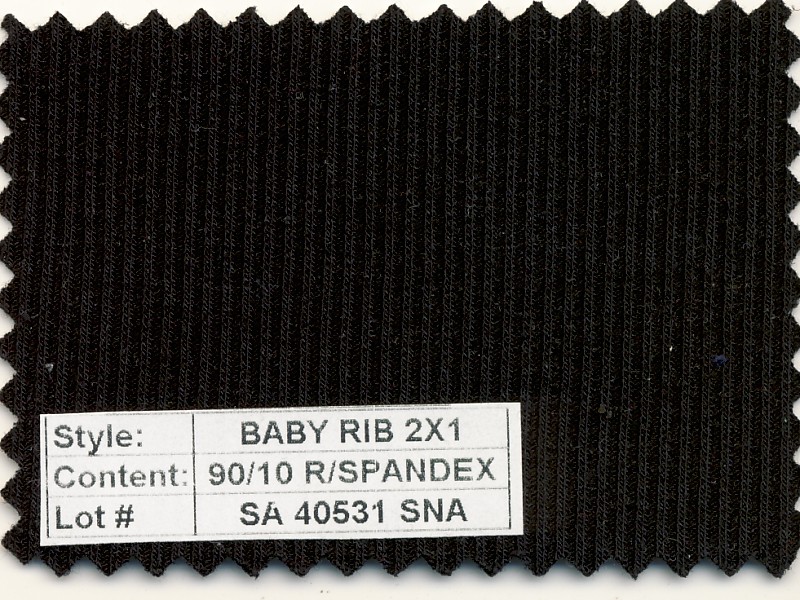 Style: BABY RIB 2X1
Content: 90/10 R/SPANDEX
Lot # SA 40531 SNA